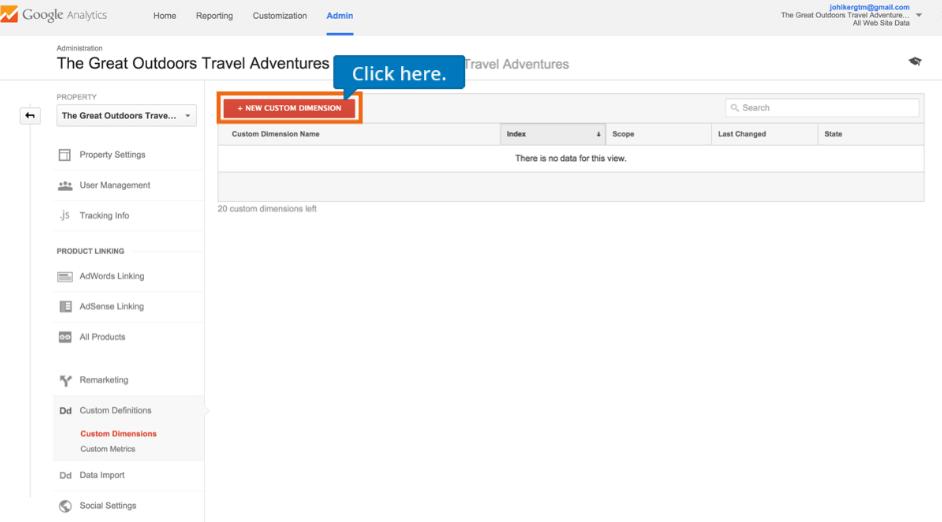 Google Analytics
Home Reporting Customization Admin
johlkergtm@gmail.com
The Great Outdoors Travel Adventure...
All Web Site Data
Administration
The Great Outdoors Travel Adventures
Travel Adventures
Click here.
PROPERTY
The Great Outdoors Trave...
Property Settings
User Management
.js Tracking Info
PRODUCT LINKING
AdWords Linking
AdSense Linking
All Products
Remarketing
Dd Custom Definitions
Custom Dimensions
Custom Metrics
Dd Data Import
Social Settings
+ NEW CUSTOM DIMENSION
Search
Custom Dimension Name Index Scope Last Changed State
There is no data for this view.
20 custom dimensions left